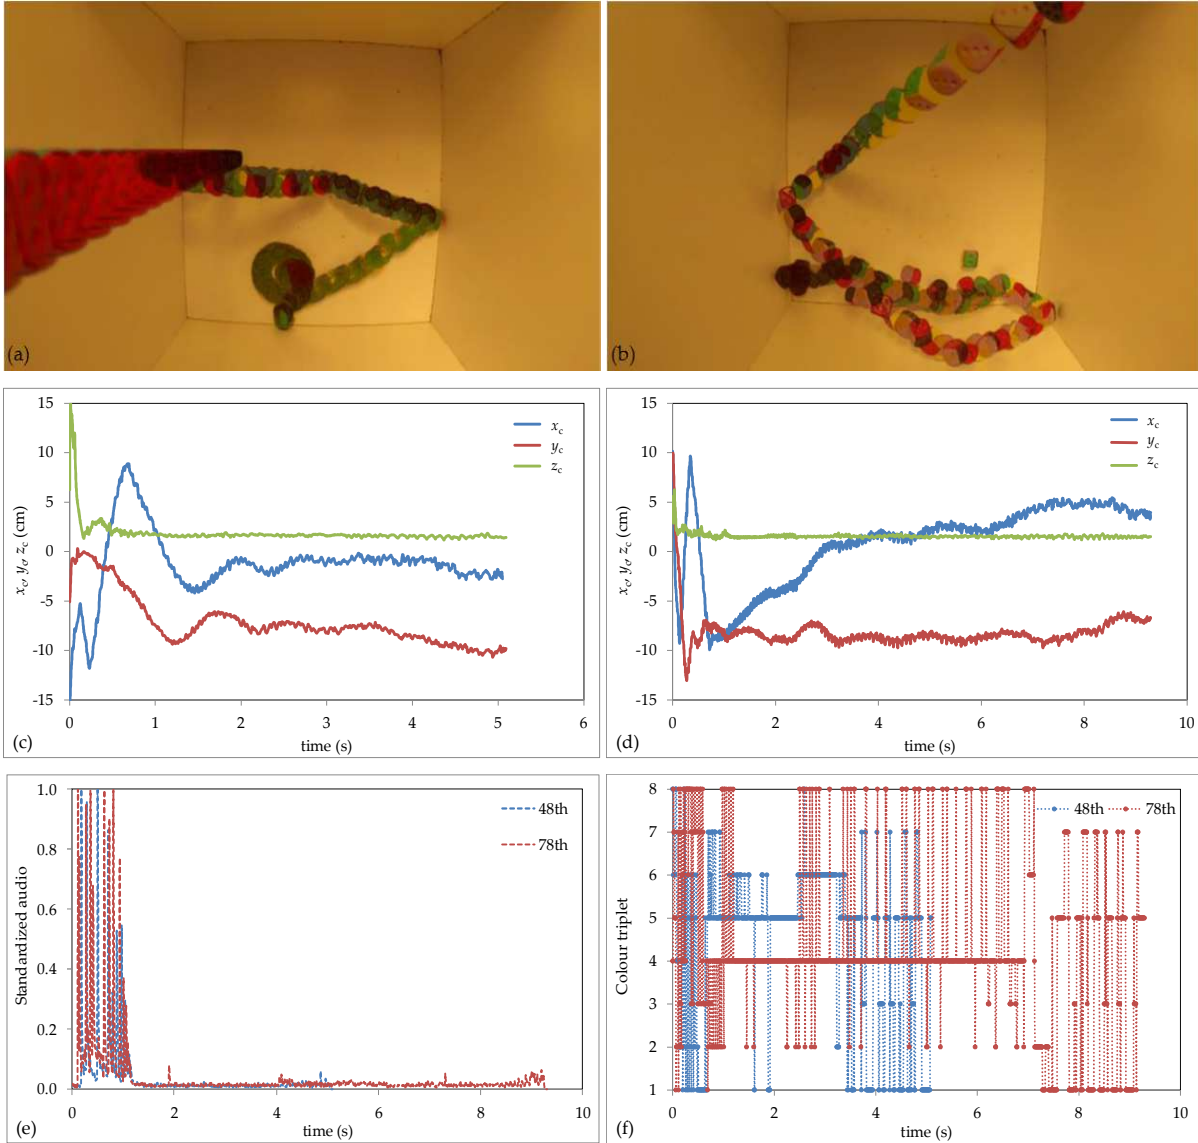 (a)
(b)
15
10
5
0
-5
-10
-15
x_c, y_c, z_c (cm)
x_c
y_c
z_c
0 1 2 3 4 5 6
time (s)
(c)
15
10
5
0
-5
-10
-15
x_c, y_c, z_c (cm)
x_c
y_c
z_c
0 2 4 6 8 10
time (s)
(d)
1.0
0.8
0.6
0.4
0.2
0.0
Standardized audio
48th
78th
0 2 4 6 8 10
time (s)
(e)
8
7
6
5
4
3
2
1
Colour triplet
48th 78th
0 2 4 6 8 10
time (s)
(f)